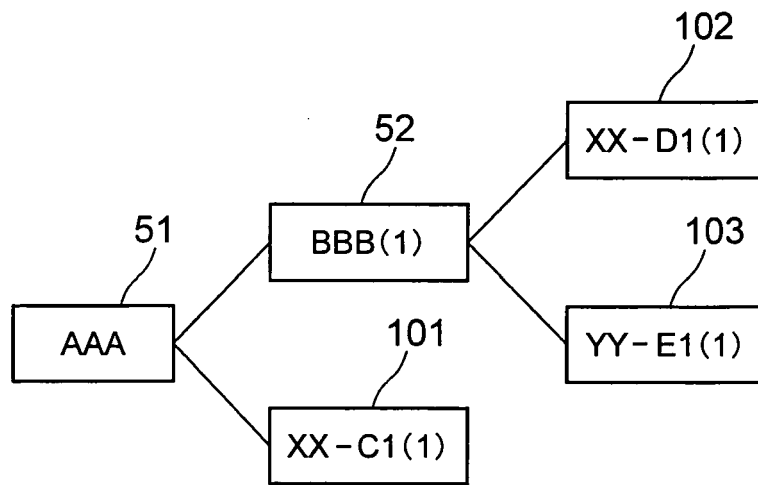 102
XX-D1(1)
52
BBB(1)
51
103
AAA
YY-E1(1)
101
XX-C1(1)